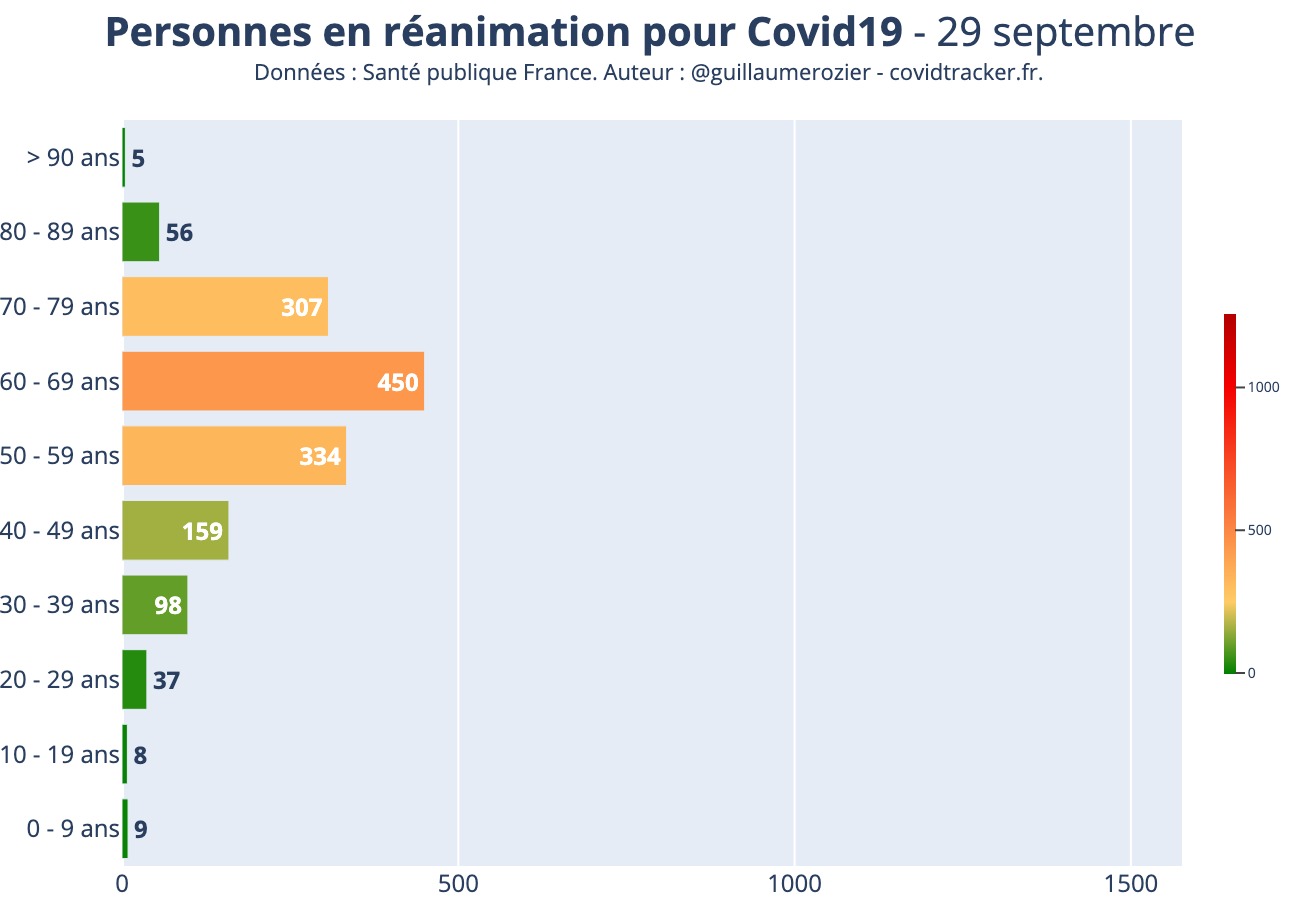 Personnes en réanimation pour Covid19 - 29 septembre
Données : Santé publique France. Auteur : @guillaumerozier - covidtracker.fr.
> 90 ans 5
80 - 89 ans 56
70 - 79 ans 307
60 - 69 ans 450
50 - 59 ans 334
40 - 49 ans 159
30 - 39 ans 98
20 - 29 ans 37
10 - 19 ans 8
0 - 9 ans 9
0 500 1000 1500
1000
500
0